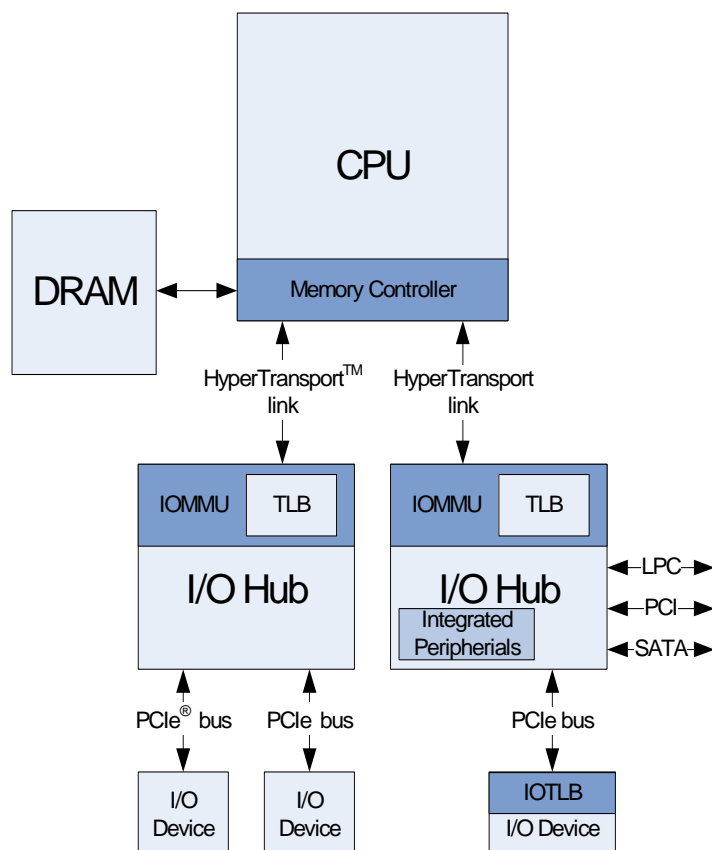 CPU
DRAM
Memory Controller
HyperTransport™
link
HyperTransport
link
IOMMU
TLB
I/O Hub
IOMMU
TLB
I/O Hub
Integrated
Peripherials
LPC
PCI
SATA
PCIe® bus
PCIe bus
PCIe bus
I/O
Device
I/O
Device
IOTLB
I/O Device